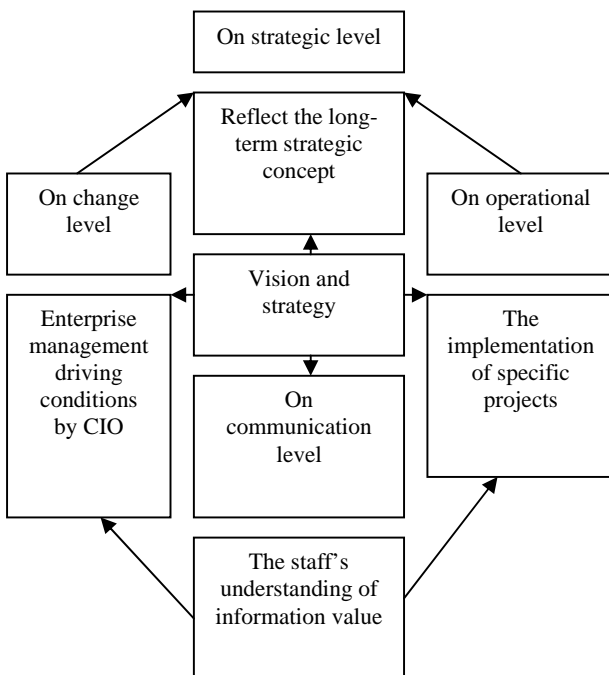 On strategic level
Reflect the long-
term strategic
concept
On change
level
On operational
level
Vision and
strategy
Enterprise
management
driving
conditions
by CIO
The
implementation
of specific
projects
On
communication
level
The staff’s
understanding of
information value